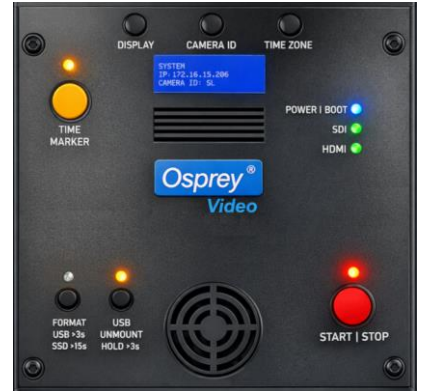 DISPLAY
CAMERA ID
TIME ZONE
SYSTEM
IP: 172.16.15.206
CAMERA ID: SL
POWER | BOOT
SDI
HDMI
TIME
MARKER
Osprey®
Video
FORMAT
USB >3s
SSD >15s
USB
UNMOUNT
HOLD >3s
START | STOP